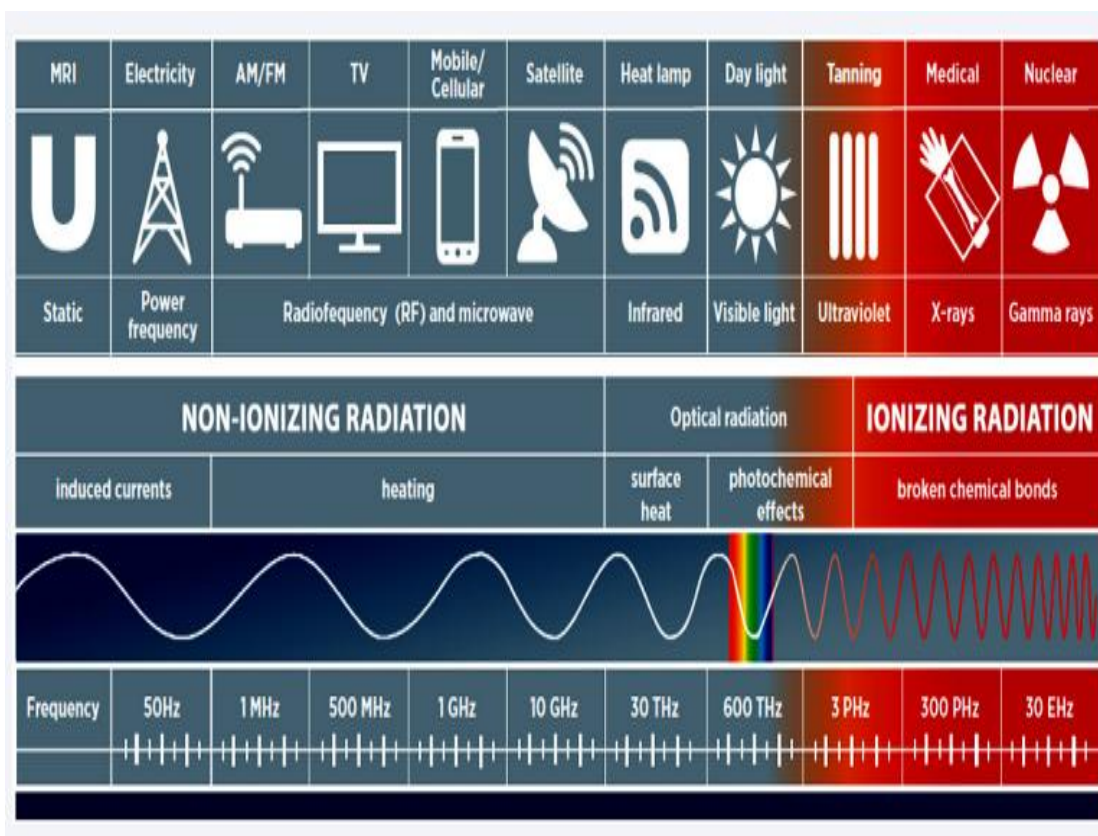 MRI
Electricity
AM/FM
TV
Mobile/
Cellular
Satellite
Heat lamp
Day light
Tanning
Medical
Nuclear
Static
Power
frequency
Radiofequency (RF) and microwave
Infrared
Visible light
Ultraviolet
X-rays
Gamma rays
NON-IONIZING RADIATION
Optical radiation
IONIZING RADIATION
induced currents
heating
surface
heat
photochemical
effects
broken chemical bonds
Frequency
50Hz
1 MHz
500 MHz
1 GHz
10 GHz
30 THz
600 THz
3 PHz
300 PHz
30 EHz